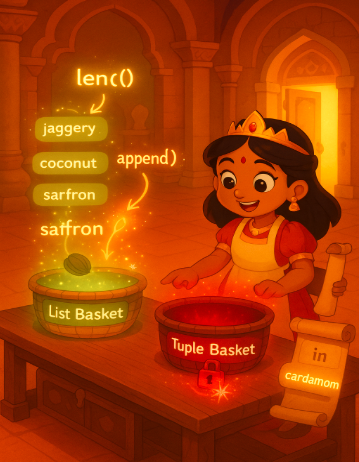 len()
jaggery
coconut
append)
sarfron
saffron
List Basket
Tuple Basket
in
cardamom